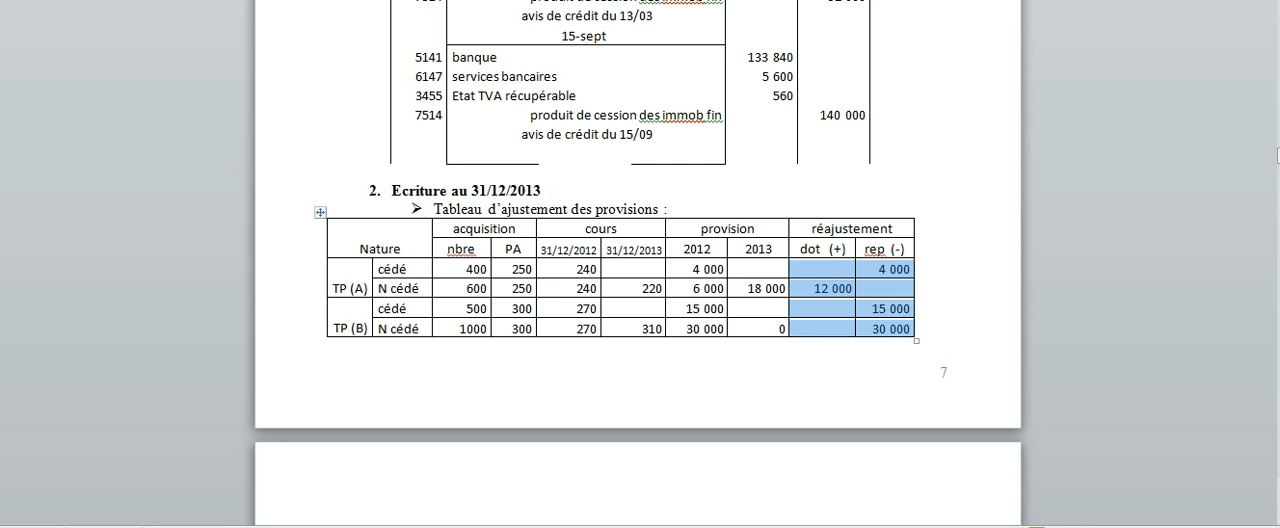 avis de crédit du 13/03
15-sept
5141 banque 133 840
6147 services bancaires 5 600
3455 Etat TVA récupérable 560
7514 produit de cession des immob fin 140 000
avis de crédit du 15/09
2. Ecriture au 31/12/2013
➢ Tableau d'ajustement des provisions :
Nature acquisition cours provision réajustement
nbre PA 31/12/2012 31/12/2013 2012 2013 dot (+) rep (-)
TP (A) cédé 400 250 240 4 000 4 000
N cédé 600 250 240 220 6 000 18 000 12 000
TP (B) cédé 500 300 270 15 000 15 000
N cédé 1000 300 270 310 30 000 0 30 000
7